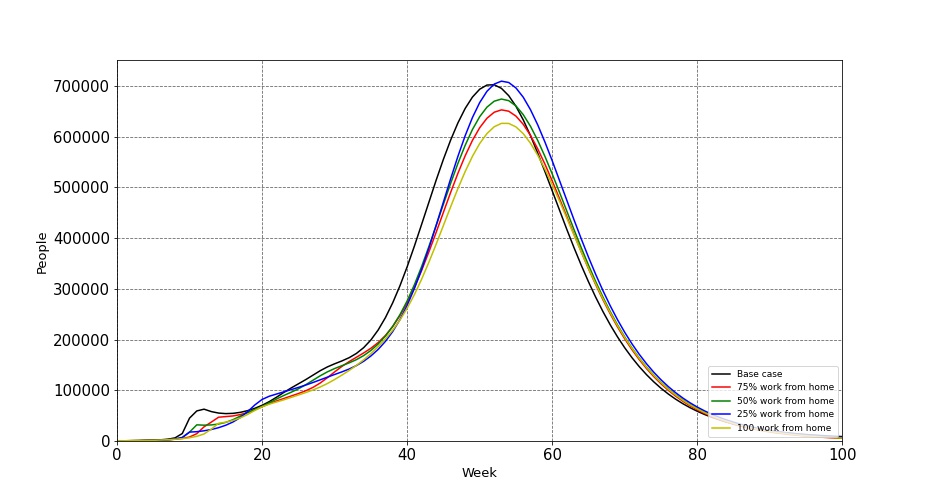 700000
600000
500000
400000
300000
200000
100000
0
People
0 20 40 60 80 100
Week
Base case
75% work from home
50% work from home
25% work from home
100 work from home